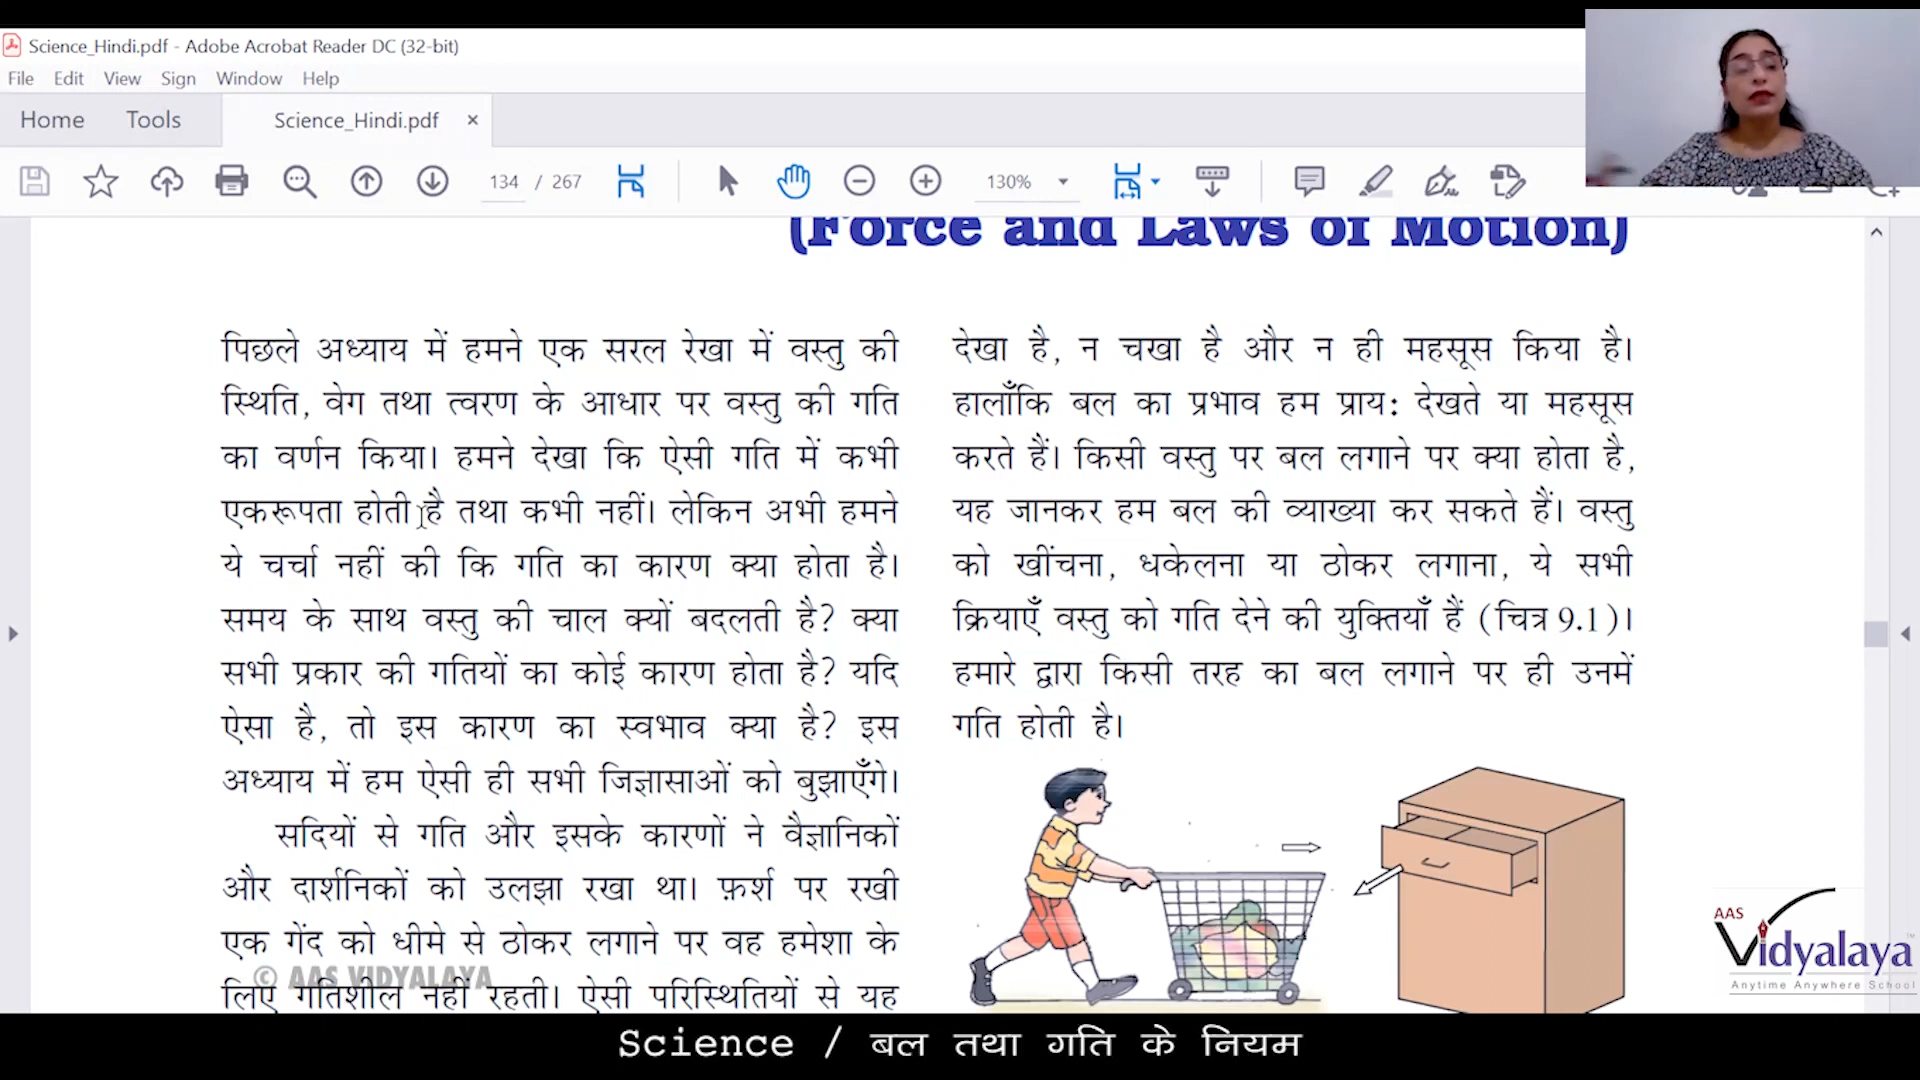 Science_Hindi.pdf - Adobe Acrobat Reader DC (32-bit)
File Edit View Sign Window Help
Home Tools Science_Hindi.pdf ×
134 / 267 130%
(Force and Laws of Motion)
पिछले अध्याय में हमने एक सरल रेखा में वस्तु की
स्थिति, वेग तथा त्वरण के आधार पर वस्तु की गति
का वर्णन किया। हमने देखा कि ऐसी गति में कभी
एकरूपता होती है तथा कभी नहीं। लेकिन अभी हमने
ये चर्चा नहीं की कि गति का कारण क्या होता है।
समय के साथ वस्तु की चाल क्यों बदलती है? क्या
सभी प्रकार की गतियों का कोई कारण होता है? यदि
ऐसा है, तो इस कारण का स्वभाव क्या है? इस
अध्याय में हम ऐसी ही सभी जिज्ञासाओं को बुझाएँगे।
सदियों से गति और इसके कारणों ने वैज्ञानिकों
और दार्शनिकों को उलझा रखा था। फ़र्श पर रखी
एक गेंद को धीमे से ठोकर लगाने पर वह हमेशा के
लिए गतिशील नहीं रहती। ऐसी परिस्थितियों से यह
देखा है, न चखा है और न ही महसूस किया है।
हालाँकि बल का प्रभाव हम प्राय: देखते या महसूस
करते हैं। किसी वस्तु पर बल लगाने पर क्या होता है,
यह जानकर हम बल की व्याख्या कर सकते हैं। वस्तु
को खींचना, धकेलना या ठोकर लगाना, ये सभी
क्रियाएँ वस्तु को गति देने की युक्तियाँ हैं (चित्र 9.1)।
हमारे द्वारा किसी तरह का बल लगाने पर ही उनमें
गति होती है।
© AAS VIDYALAYA
AAS
Vidyalaya
Anytime Anywhere School
Science / बल तथा गति के नियम